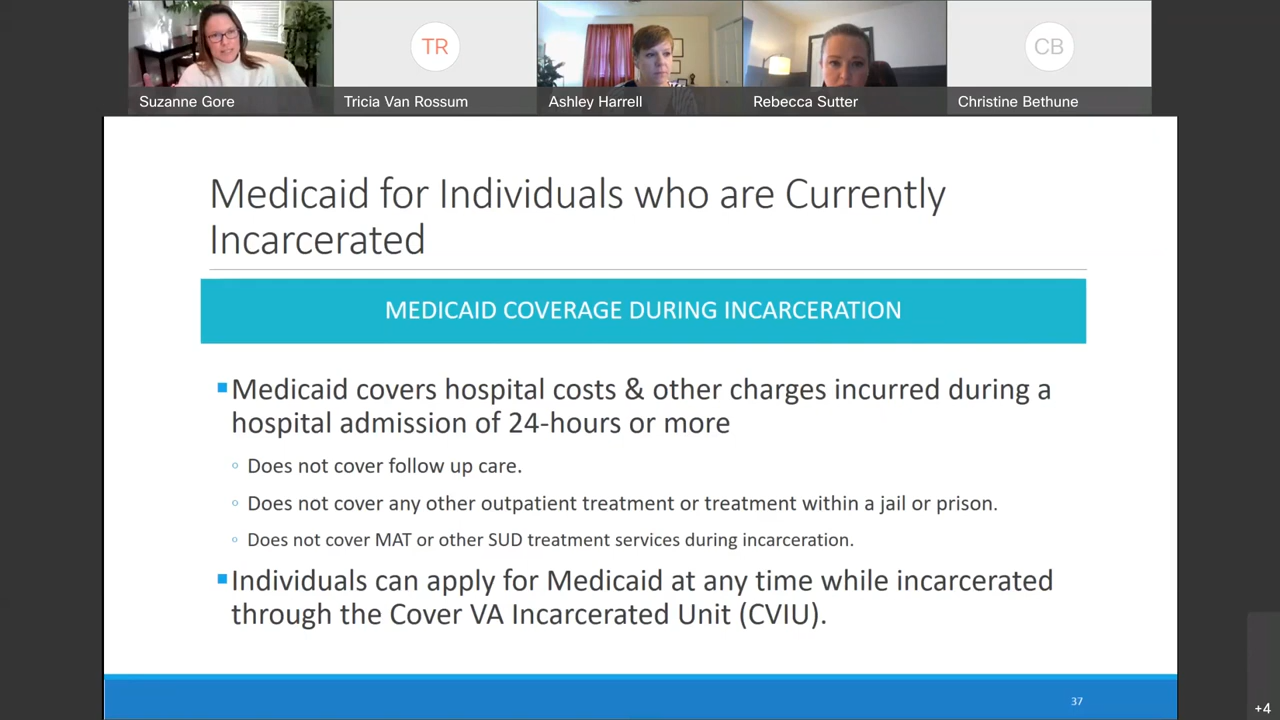 TR
CB
Suzanne Gore
Tricia Van Rossum
Ashley Harrell
Rebecca Sutter
Christine Bethune
Medicaid for Individuals who are Currently
Incarcerated
MEDICAID COVERAGE DURING INCARCERATION
▪Medicaid covers hospital costs & other charges incurred during a
hospital admission of 24-hours or more
◦ Does not cover follow up care.
◦ Does not cover any other outpatient treatment or treatment within a jail or prison.
◦ Does not cover MAT or other SUD treatment services during incarceration.
▪Individuals can apply for Medicaid at any time while incarcerated
through the Cover VA Incarcerated Unit (CVIU).
37
+4